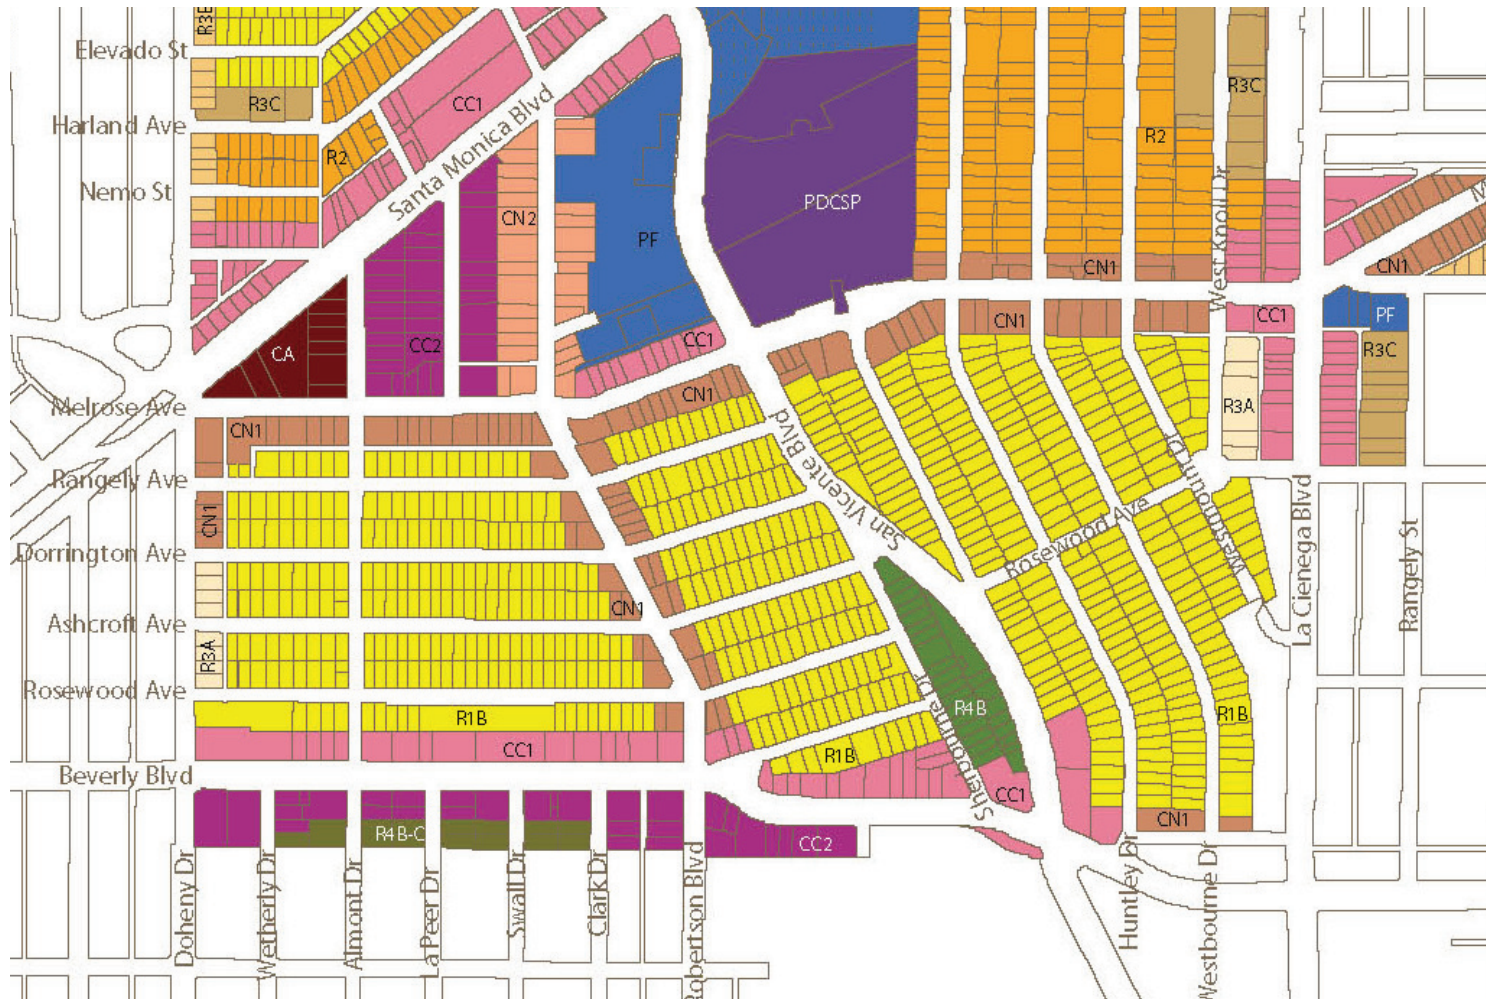 R3B
Elevado St
R3C
CC1
R3C
Harland Ave
Santa Monica Blvd
R2
R2
Nemo St
CN2
PDCSP
West Knoll Dr
PF
CN1
CN1
CN1
CC1
PF
CA
CC2
CC1
R3C
Melrose Ave
CN1
CN1
R3A
Rangely Ave
San Vicente Blvd
Westmount Dr
CN1
Rosewood Ave
Dorrington Ave
La Cienega Blvd
Rangely St
CN1
Ashcroft Ave
R3A
Rosewood Ave
R1B
R4B
R1B
Sherbourne Dr
CC1
R1B
Beverly Blvd
CC1
R4B-C
CC2
CN1
Doheny Dr
Wetherly Dr
Almont Dr
La Peer Dr
Swall Dr
Clark Dr
Robertson Blvd
Huntley Dr
Westbourne Dr